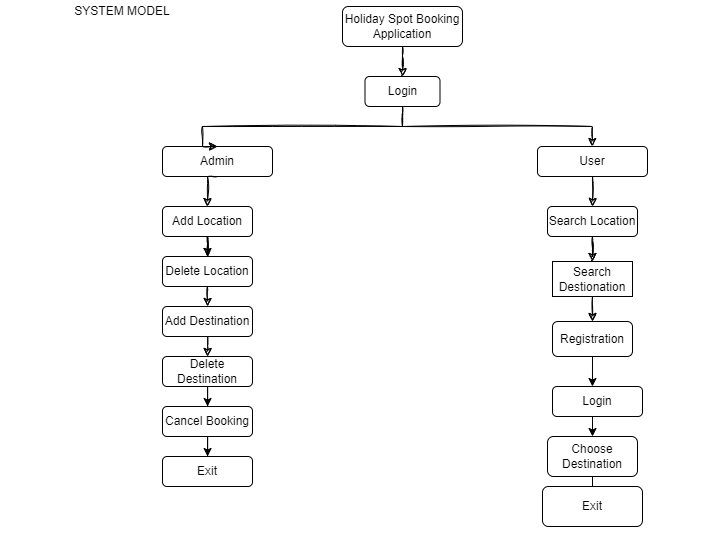 SYSTEM MODEL
Holiday Spot Booking
Application
Login
Admin
User
Add Location
Search Location
Delete Location
Search
Destionation
Add Destination
Registration
Delete
Destination
Login
Cancel Booking
Choose
Destination
Exit
Exit